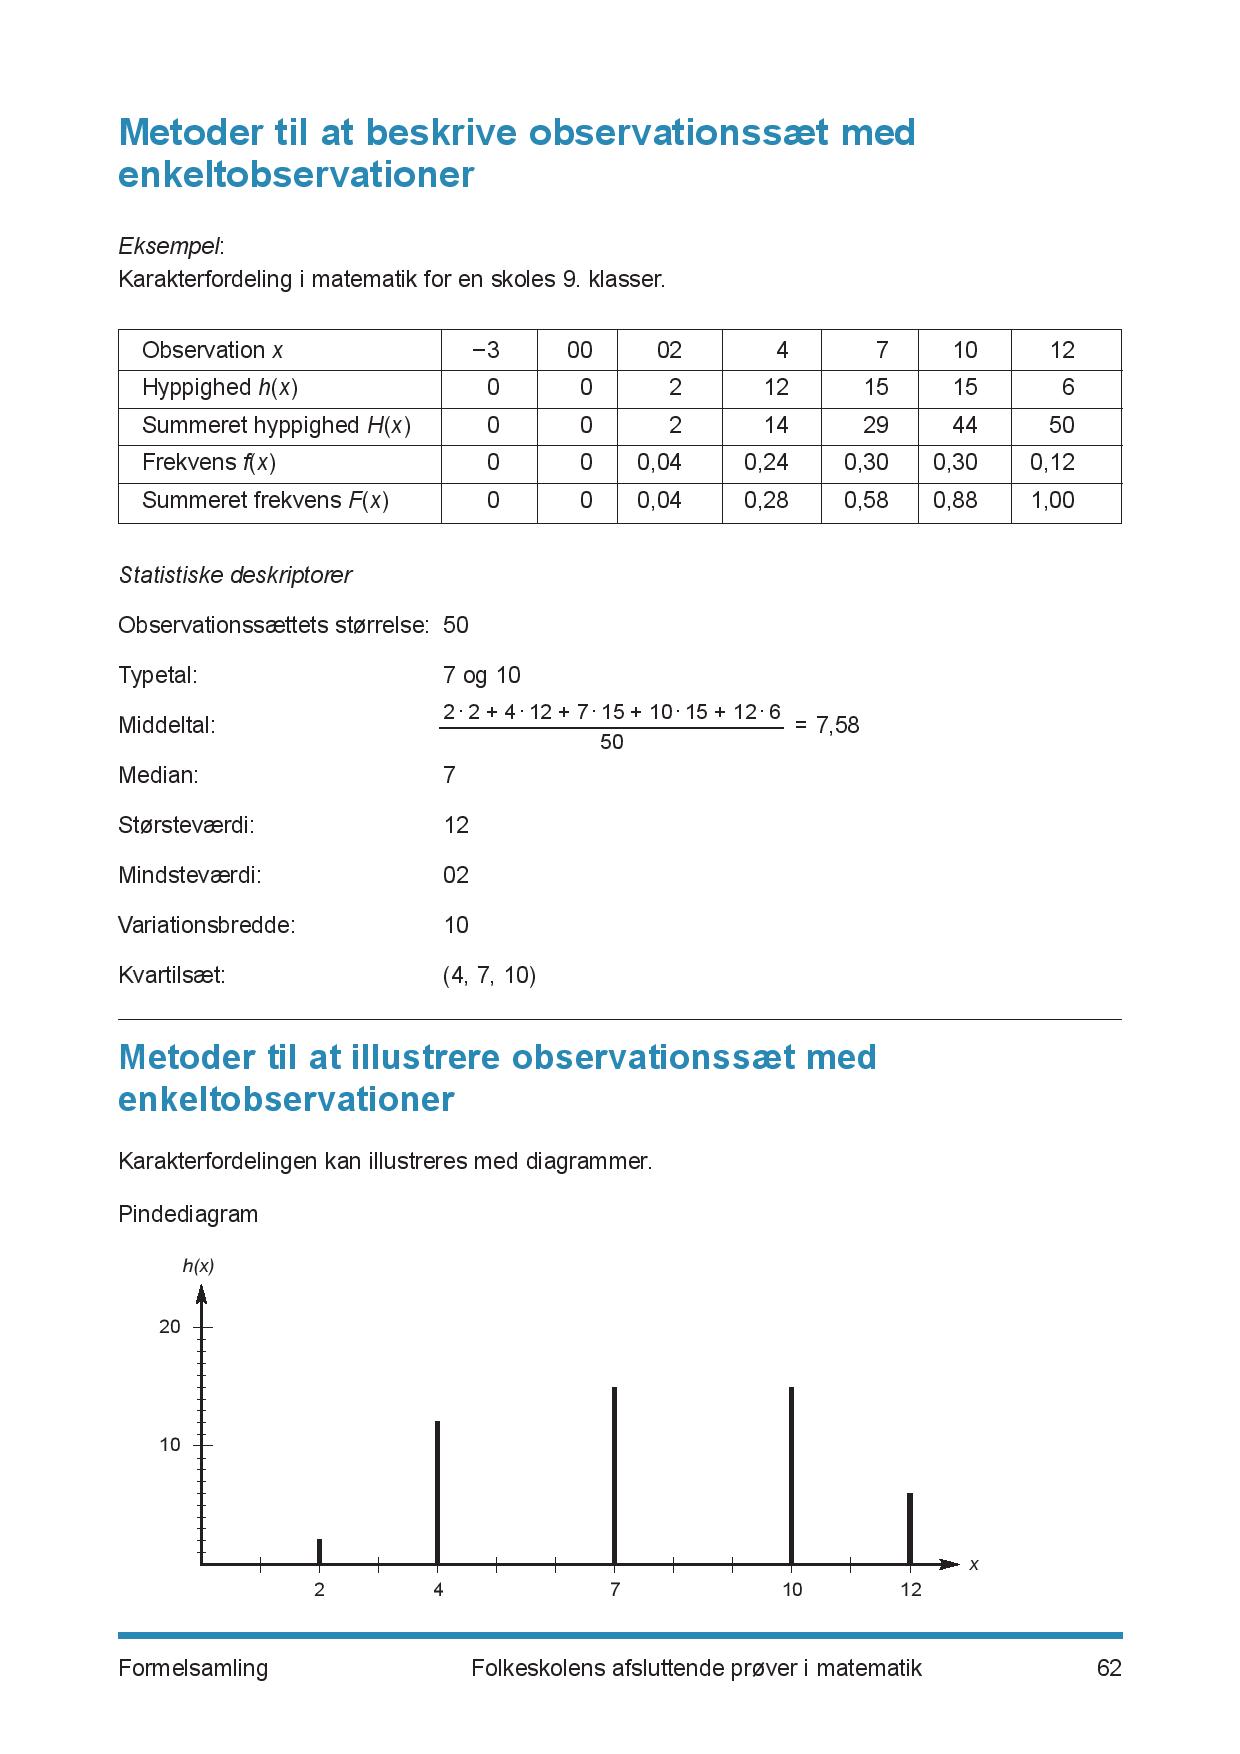 Metoder til at beskrive observationssæt med
enkeltobservationer
Eksempel:
Karakterfordeling i matematik for en skoles 9. klasser.
Observation x −3 00 02 4 7 10 12
Hyppighed h(x) 0 0 2 12 15 15 6
Summeret hyppighed H(x) 0 0 2 14 29 44 50
Frekvens f(x) 0 0 0,04 0,24 0,30 0,30 0,12
Summeret frekvens F(x) 0 0 0,04 0,28 0,58 0,88 1,00
Statistiske deskriptorer
Observationssættets størrelse: 50
Typetal: 7 og 10
2 · 2 + 4 · 12 + 7 · 15 + 10 · 15 + 12 · 6
Middeltal: = 7,58
50
Median: 7
Størsteværdi: 12
Mindsteværdi: 02
Variationsbredde: 10
Kvartilsæt: (4, 7, 10)
Metoder til at illustrere observationssæt med
enkeltobservationer
Karakterfordelingen kan illustreres med diagrammer.
Pindediagram
h(x)
20
10
x
2 4 7 10 12
Formelsamling Folkeskolens afsluttende prøver i matematik 62